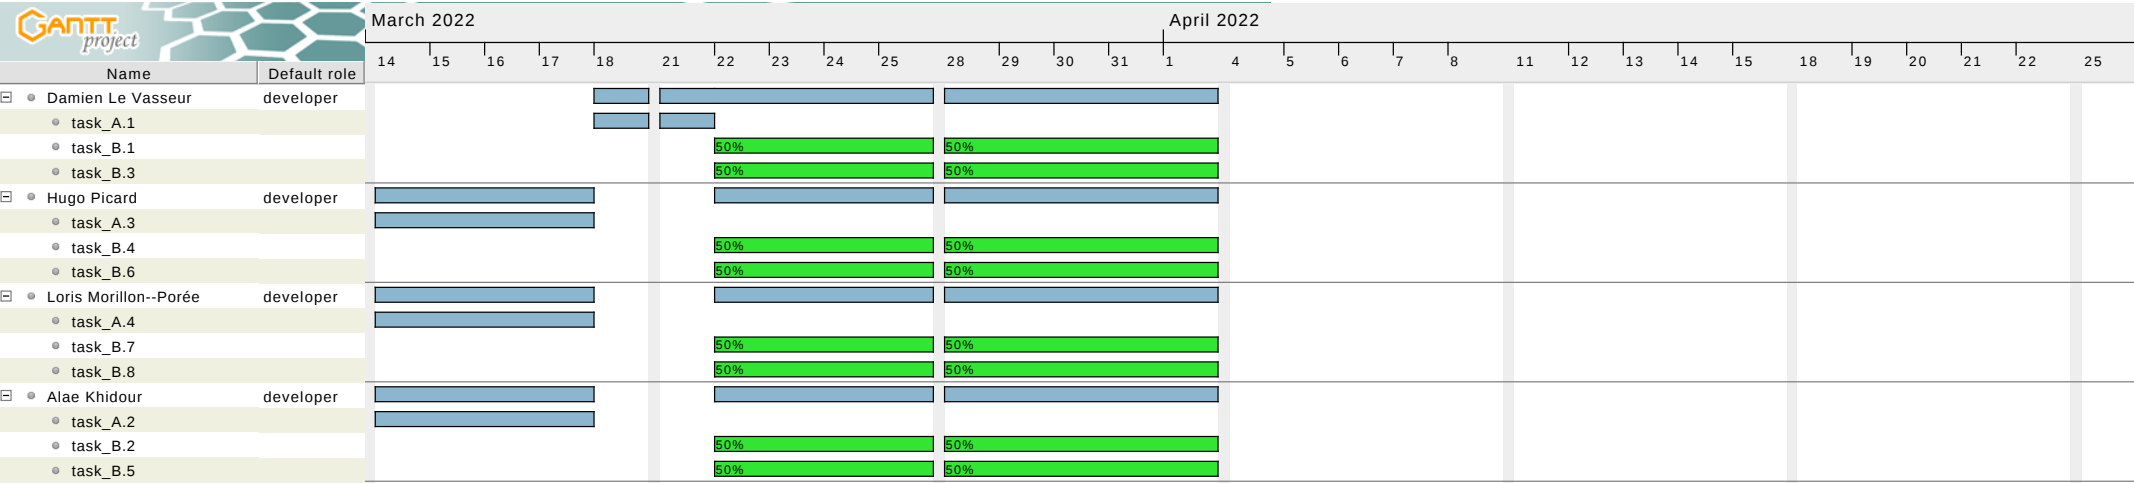 GANTT
project
March 2022 April 2022
14 15 16 17 18 21 22 23 24 25 28 29 30 31 1 4 5 6 7 8 11 12 13 14 15 18 19 20 21 22 25
Name Default role
Damien Le Vasseur developer
task_A.1
task_B.1 50% 50%
task_B.3 50% 50%
Hugo Picard developer
task_A.3
task_B.4 50% 50%
task_B.6 50% 50%
Loris Morillon--Porée developer
task_A.4
task_B.7 50% 50%
task_B.8 50% 50%
Alae Khidour developer
task_A.2
task_B.2 50% 50%
task_B.5 50% 50%